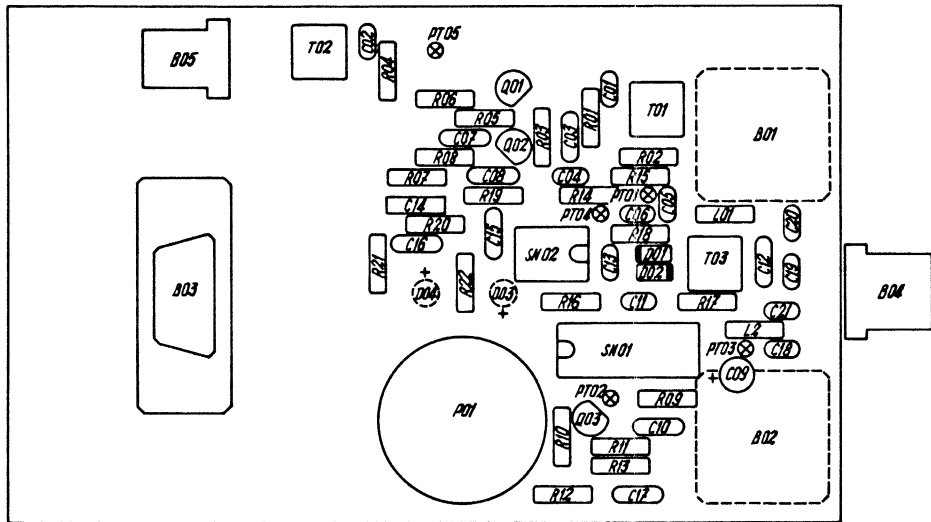 PT05
B05
T02
C02
R04
Q01
C01
R06
R05
R03
C03
R01
T01
B01
C07
Q02
R08
R02
R07
C08
C04
R15
R19
R14
PT01
C05
C14
PT04
C06
L01
C20
R20
C15
R18
C16
SN02
C13
D01
T03
C12
R21
D02
C19
B03
+
D04
R22
D03
+
R16
C11
R17
B04
C21
L2
SN01
PT03
C18
+
C09
PT02
R09
P01
Q03
R10
C10
B02
R11
R13
R12
C17